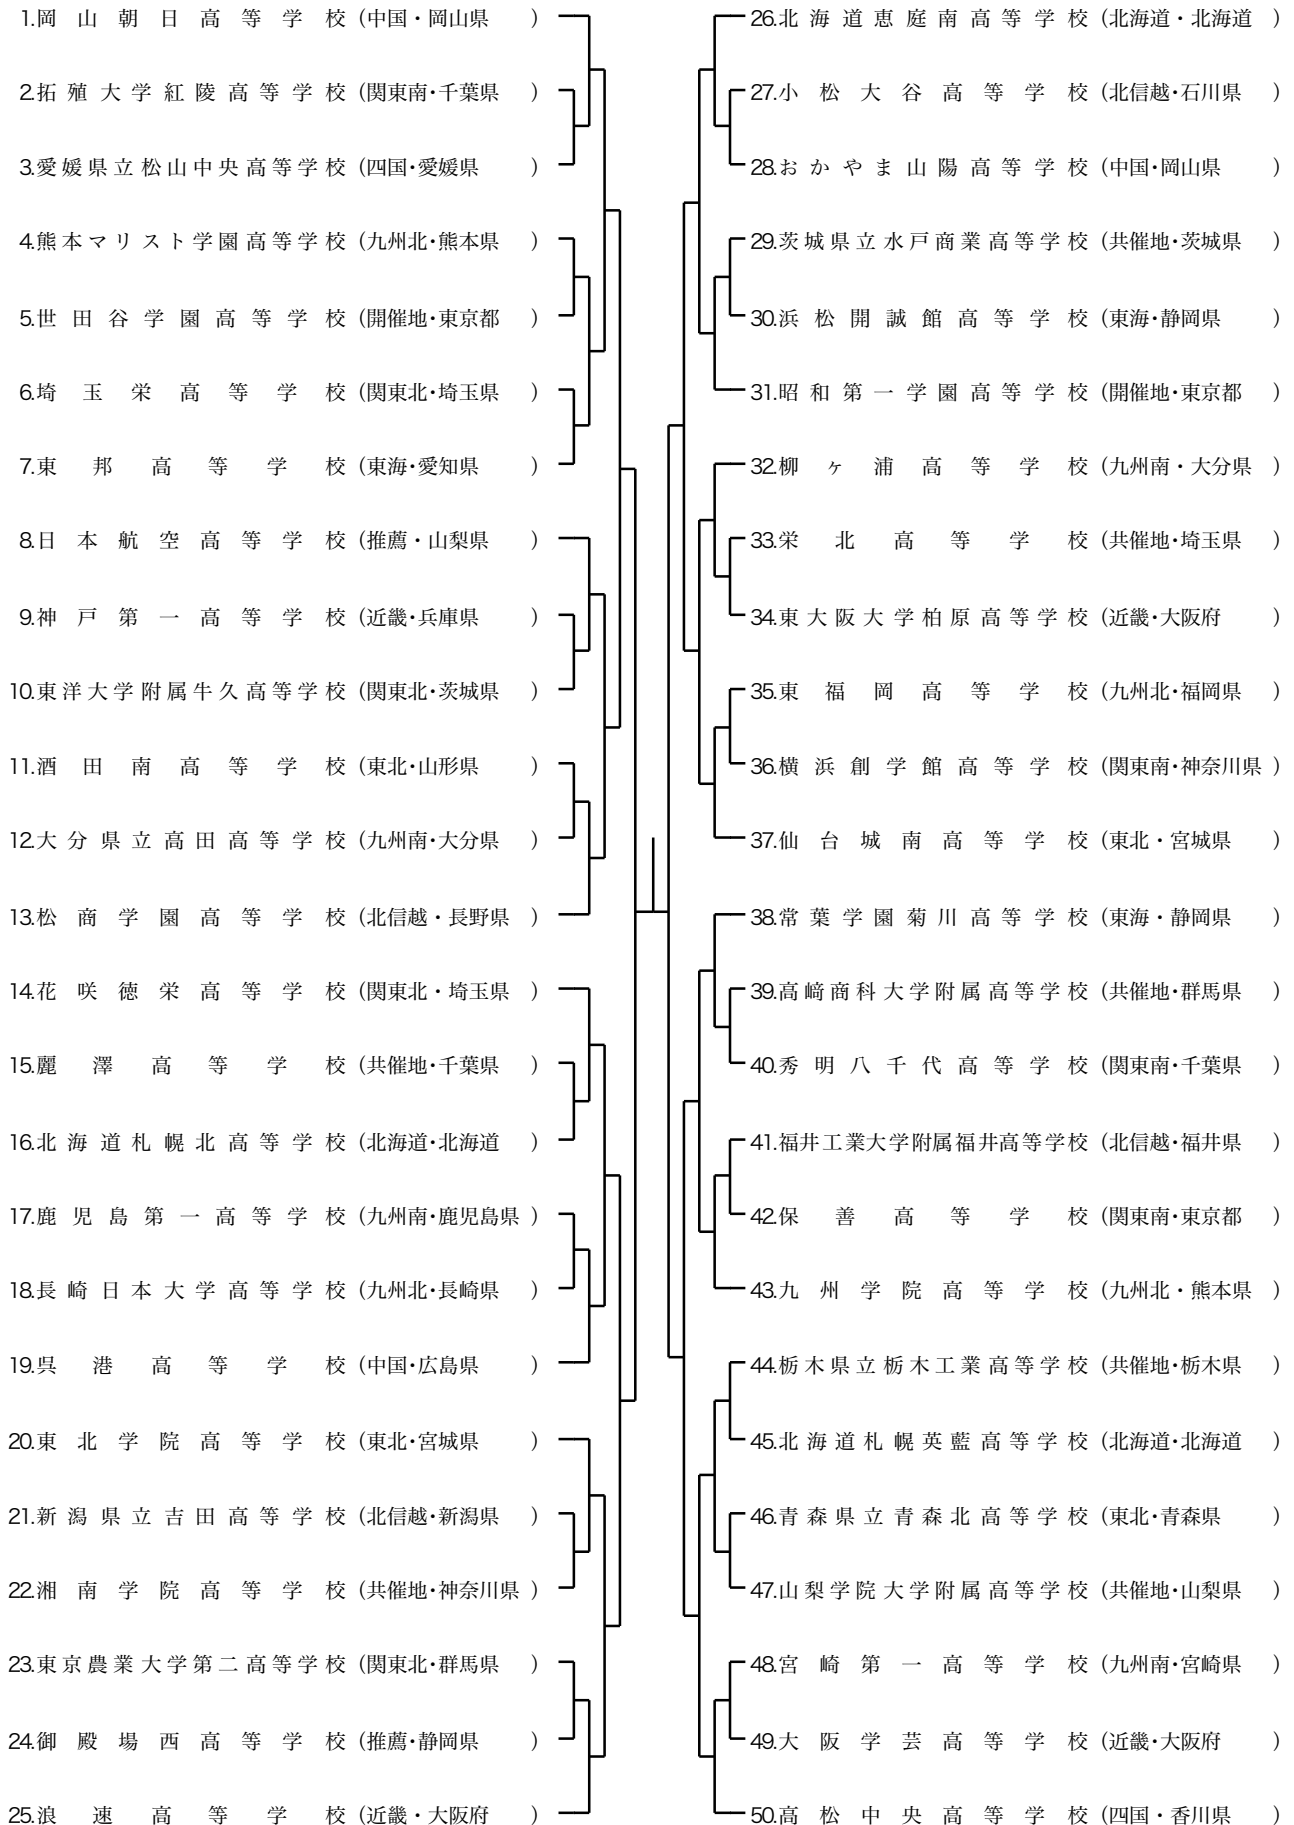 1.岡山朝日高等学校(中国・岡山県)
2.拓殖大学紅陵高等学校(関東南・千葉県)
3.愛媛県立松山中央高等学校(四国・愛媛県)
4.熊本マリスト学園高等学校(九州北・熊本県)
5.世田谷学園高等学校(開催地・東京都)
6.埼玉栄高等学校(関東北・埼玉県)
7.東邦高等学校(東海・愛知県)
8.日本航空高等学校(推薦・山梨県)
9.神戸第一高等学校(近畿・兵庫県)
10.東洋大学附属牛久高等学校(関東北・茨城県)
11.酒田南高等学校(東北・山形県)
12.大分県立高田高等学校(九州南・大分県)
13.松商学園高等学校(北信越・長野県)
14.花咲徳栄高等学校(関東北・埼玉県)
15.麗澤高等学校(共催地・千葉県)
16.北海道札幌北高等学校(北海道・北海道)
17.鹿児島第一高等学校(九州南・鹿児島県)
18.長崎日本大学高等学校(九州北・長崎県)
19.呉港高等学校(中国・広島県)
20.東北学院高等学校(東北・宮城県)
21.新潟県立吉田高等学校(北信越・新潟県)
22.湘南学院高等学校(共催地・神奈川県)
23.東京農業大学第二高等学校(関東北・群馬県)
24.御殿場西高等学校(推薦・静岡県)
25.浪速高等学校(近畿・大阪府)
26.北海道恵庭南高等学校(北海道・北海道)
27.小松大谷高等学校(北信越・石川県)
28.おかやま山陽高等学校(中国・岡山県)
29.茨城県立水戸商業高等学校(共催地・茨城県)
30.浜松開誠館高等学校(東海・静岡県)
31.昭和第一学園高等学校(開催地・東京都)
32.柳ヶ浦高等学校(九州南・大分県)
33.栄北高等学校(共催地・埼玉県)
34.東大阪大学柏原高等学校(近畿・大阪府)
35.東福岡高等学校(九州北・福岡県)
36.横浜創学館高等学校(関東南・神奈川県)
37.仙台城南高等学校(東北・宮城県)
38.常葉学園菊川高等学校(東海・静岡県)
39.高崎商科大学附属高等学校(共催地・群馬県)
40.秀明八千代高等学校(関東南・千葉県)
41.福井工業大学附属福井高等学校(北信越・福井県)
42.保善高等学校(関東南・東京都)
43.九州学院高等学校(九州北・熊本県)
44.栃木県立栃木工業高等学校(共催地・栃木県)
45.北海道札幌英藍高等学校(北海道・北海道)
46.青森県立青森北高等学校(東北・青森県)
47.山梨学院大学附属高等学校(共催地・山梨県)
48.宮崎第一高等学校(九州南・宮崎県)
49.大阪学芸高等学校(近畿・大阪府)
50.高松中央高等学校(四国・香川県)